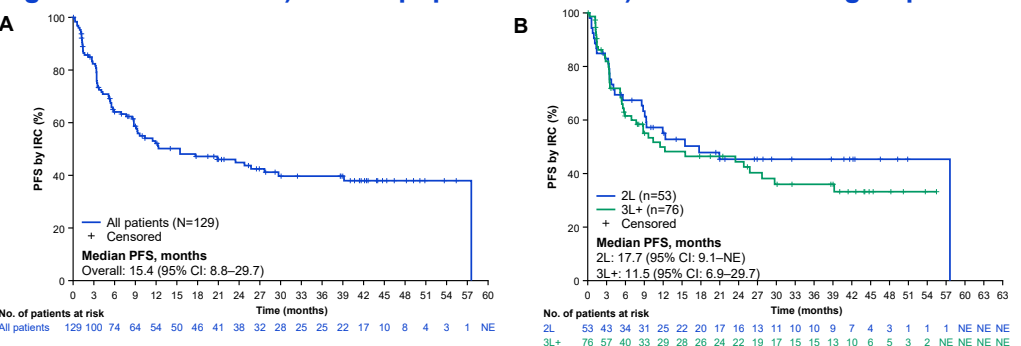 A
PFS by IRC (%)
100
80
60
40
20
0
All patients (N=129)
Censored
Median PFS, months
Overall: 15.4 (95% CI: 8.8–29.7)
0 3 6 9 12 15 18 21 24 27 30 33 36 39 42 45 48 51 54 57 60
Time (months)
No. of patients at risk
All patients 129 100 74 64 54 50 46 41 38 32 28 25 25 22 17 10 8 4 3 1 NE
B
PFS by IRC (%)
100
80
60
40
20
0
2L (n=53)
3L+ (n=76)
Censored
Median PFS, months
2L: 17.7 (95% CI: 9.1–NE)
3L+: 11.5 (95% CI: 6.9–29.7)
0 3 6 9 12 15 18 21 24 27 30 33 36 39 42 45 48 51 54 57 60 63 63
Time (months)
No. of patients at risk
2L 53 43 34 31 25 22 20 17 16 13 11 10 10 9 7 4 3 1 1 1 NE NE NE
3L+ 76 57 40 33 29 28 26 24 22 19 17 15 15 13 10 6 5 3 2 NE NE NE NE